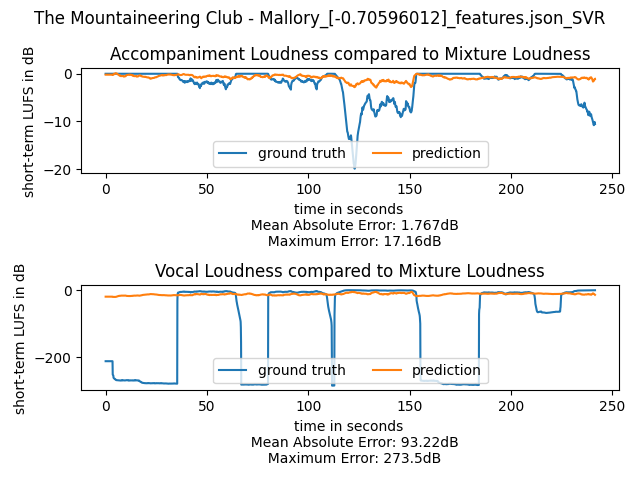 The Mountaineering Club - Mallory_[-0.70596012]_features.json_SVR
Accompaniment Loudness compared to Mixture Loudness
short-term LUFS in dB
0
−10
−20
ground truth
prediction
0
50
100
150
200
250
time in seconds
Mean Absolute Error: 1.767dB
Maximum Error: 17.16dB
Vocal Loudness compared to Mixture Loudness
short-term LUFS in dB
0
−200
ground truth
prediction
0
50
100
150
200
250
time in seconds
Mean Absolute Error: 93.22dB
Maximum Error: 273.5dB